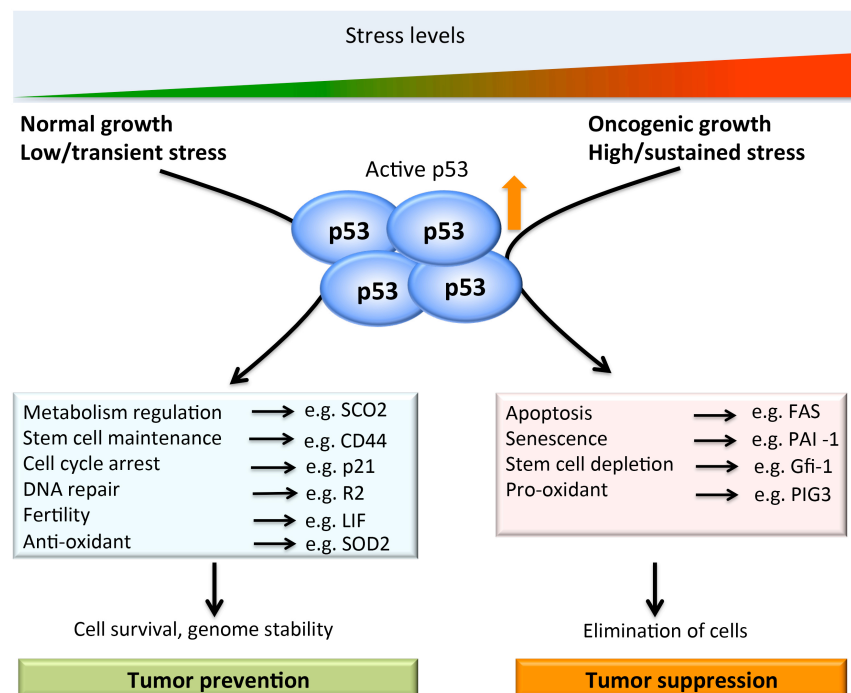 Stress levels
Normal growth
Low/transient stress
Oncogenic growth
High/sustained stress
Active p53
p53
p53
p53
p53
Metabolism regulation e.g. SCO2
Stem cell maintenance e.g. CD44
Cell cycle arrest e.g. p21
DNA repair e.g. R2
Fertility e.g. LIF
Anti-oxidant e.g. SOD2
Apoptosis e.g. FAS
Senescence e.g. PAI -1
Stem cell depletion e.g. Gfi-1
Pro-oxidant e.g. PIG3
Cell survival, genome stability
Elimination of cells
Tumor prevention
Tumor suppression